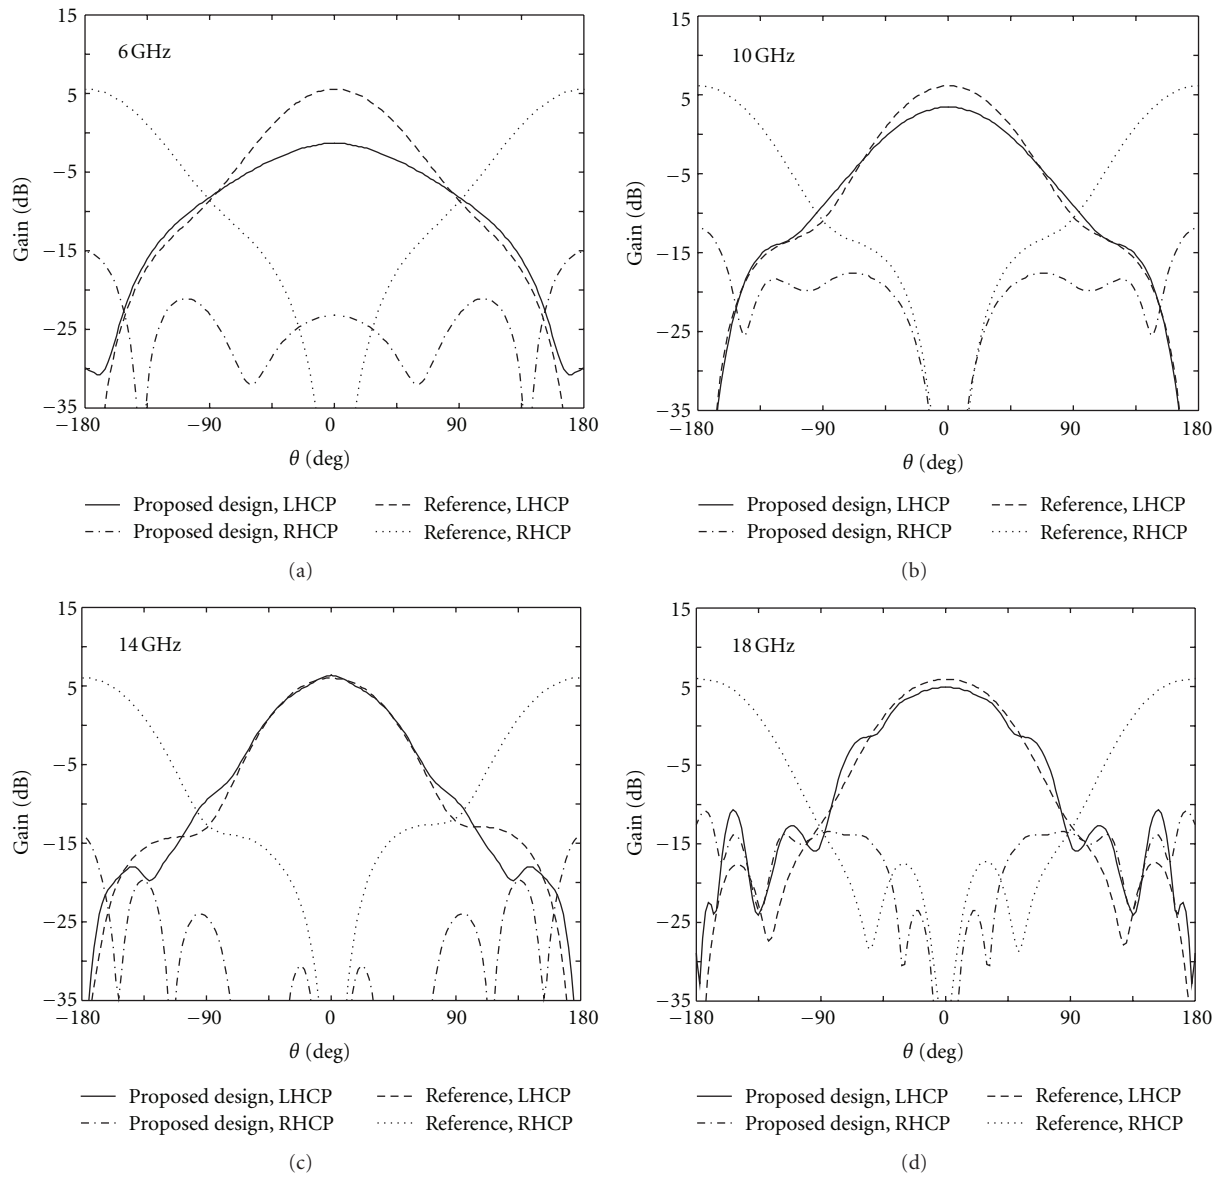 15
5
−5
−15
−25
−35
Gain (dB)
6 GHz
−180
−90
0
90
180
θ (deg)
Proposed design, LHCP
Proposed design, RHCP
Reference, LHCP
Reference, RHCP
(a)
15
5
−5
−15
−25
−35
Gain (dB)
10 GHz
−180
−90
0
90
180
θ (deg)
Proposed design, LHCP
Proposed design, RHCP
Reference, LHCP
Reference, RHCP
(b)
15
5
−5
−15
−25
−35
Gain (dB)
14 GHz
−180
−90
0
90
180
θ (deg)
Proposed design, LHCP
Proposed design, RHCP
Reference, LHCP
Reference, RHCP
(c)
15
5
−5
−15
−25
−35
Gain (dB)
18 GHz
−180
−90
0
90
180
θ (deg)
Proposed design, LHCP
Proposed design, RHCP
Reference, LHCP
Reference, RHCP
(d)